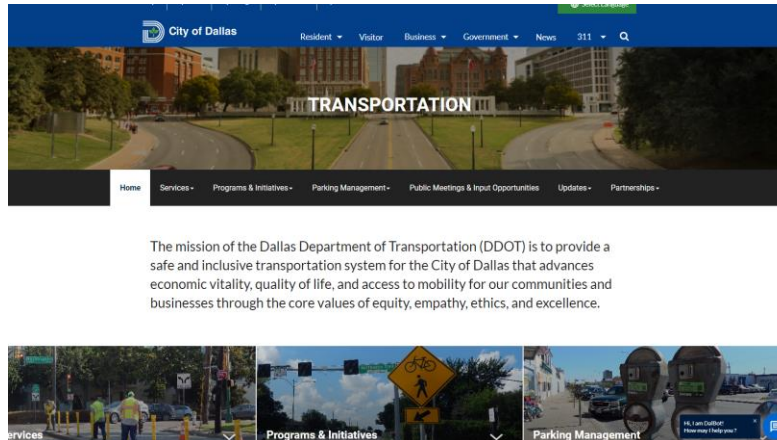 Select Language
City of Dallas
Resident Visitor Business Government News 311
TRANSPORTATION
Home Services Programs & Initiatives Parking Management Public Meetings & Input Opportunities Updates Partnerships
The mission of the Dallas Department of Transportation (DDOT) is to provide a
safe and inclusive transportation system for the City of Dallas that advances
economic vitality, quality of life, and access to mobility for our communities and
businesses through the core values of equity, empathy, ethics, and excellence.
ervices Programs & Initiatives Parking Management
Hi, I am DalBot!
How may I help you?